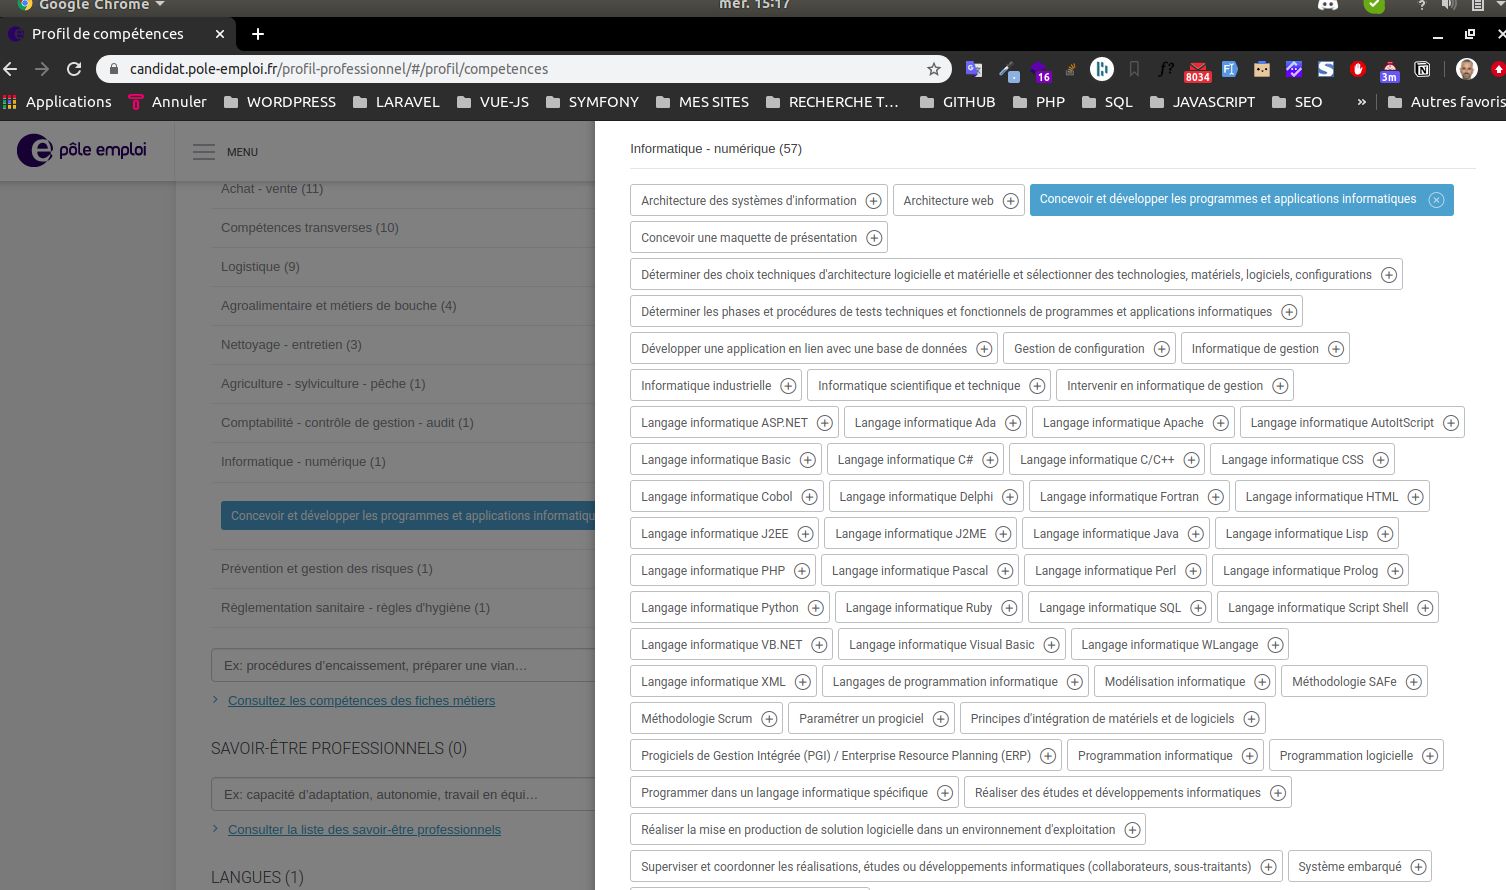 Google Chrome
mer. 15:17
?
Profil de compétences
candidat.pole-emploi.fr/profil-professionnel/#/profil/competences
16
f?
8034
3m
N
Applications
Annuler
WORDPRESS
LARAVEL
VUE-JS
SYMFONY
MES SITES
RECHERCHE T...
GITHUB
PHP
SQL
JAVASCRIPT
SEO
»
Autres favoris
pôle emploi
MENU
Achat - vente (11)
Compétences transverses (10)
Logistique (9)
Agroalimentaire et métiers de bouche (4)
Nettoyage - entretien (3)
Agriculture - sylviculture - pêche (1)
Comptabilité - contrôle de gestion - audit (1)
Informatique - numérique (1)
Concevoir et développer les programmes et applications informatiqu
Prévention et gestion des risques (1)
Règlementation sanitaire - règles d'hygiène (1)
Ex: procédures d'encaissement, préparer une vian…
Consultez les compétences des fiches métiers
SAVOIR-ÊTRE PROFESSIONNELS (0)
Ex: capacité d'adaptation, autonomie, travail en équi…
Consulter la liste des savoir-être professionnels
LANGUES (1)
Informatique - numérique (57)
Architecture des systèmes d'information
Architecture web
Concevoir et développer les programmes et applications informatiques
Concevoir une maquette de présentation
Déterminer des choix techniques d'architecture logicielle et matérielle et sélectionner des technologies, matériels, logiciels, configurations
Déterminer les phases et procédures de tests techniques et fonctionnels de programmes et applications informatiques
Développer une application en lien avec une base de données
Gestion de configuration
Informatique de gestion
Informatique industrielle
Informatique scientifique et technique
Intervenir en informatique de gestion
Langage informatique ASP.NET
Langage informatique Ada
Langage informatique Apache
Langage informatique AutoItScript
Langage informatique Basic
Langage informatique C#
Langage informatique C/C++
Langage informatique CSS
Langage informatique Cobol
Langage informatique Delphi
Langage informatique Fortran
Langage informatique HTML
Langage informatique J2EE
Langage informatique J2ME
Langage informatique Java
Langage informatique Lisp
Langage informatique PHP
Langage informatique Pascal
Langage informatique Perl
Langage informatique Prolog
Langage informatique Python
Langage informatique Ruby
Langage informatique SQL
Langage informatique Script Shell
Langage informatique VB.NET
Langage informatique Visual Basic
Langage informatique WLangage
Langage informatique XML
Langages de programmation informatique
Modélisation informatique
Méthodologie SAFe
Méthodologie Scrum
Paramétrer un progiciel
Principes d'intégration de matériels et de logiciels
Progiciels de Gestion Intégrée (PGI) / Enterprise Resource Planning (ERP)
Programmation informatique
Programmation logicielle
Programmer dans un langage informatique spécifique
Réaliser des études et développements informatiques
Réaliser la mise en production de solution logicielle dans un environnement d'exploitation
Superviser et coordonner les réalisations, études ou développements informatiques (collaborateurs, sous-traitants)
Système embarqué